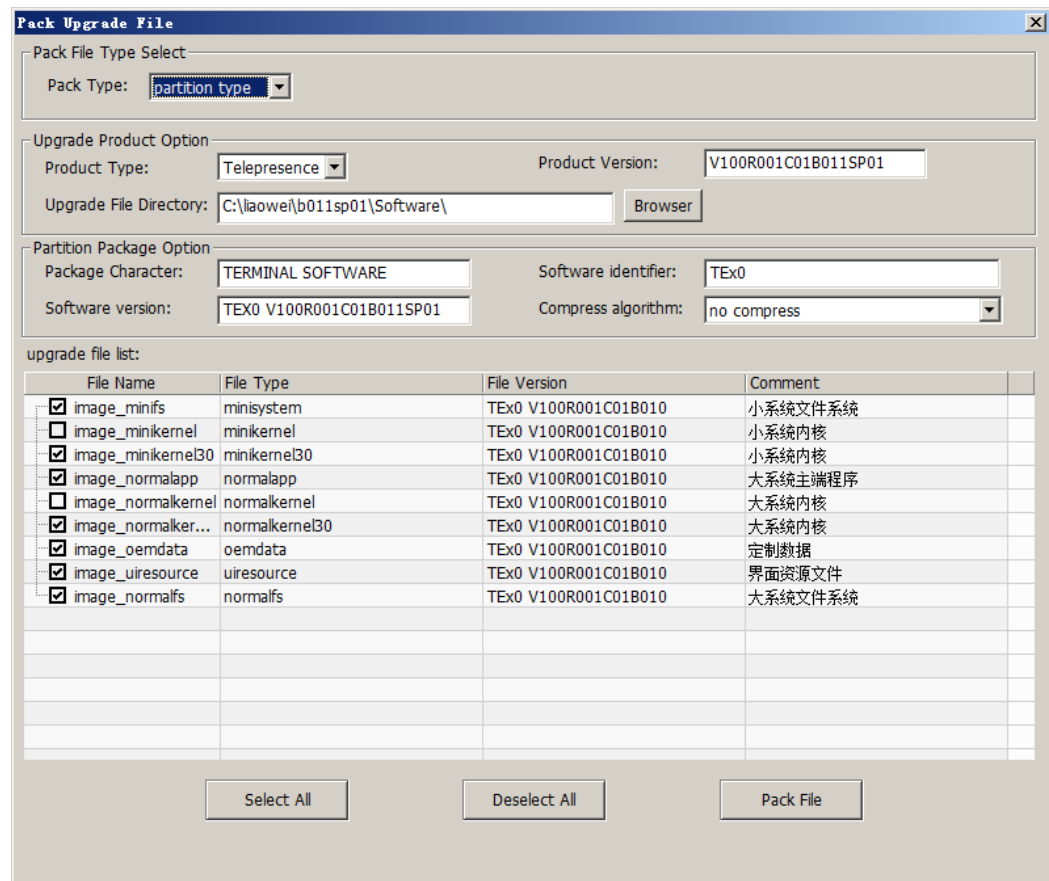 Pack Upgrade File
Pack File Type Select
Pack Type: partition type
Upgrade Product Option
Product Type: Telepresence Product Version: V100R001C01B011SP01
Upgrade File Directory: C:\liaowei\b011sp01\Software\ Browser
Partition Package Option
Package Character: TERMINAL SOFTWARE Software identifier: TEx0
Software version: TEX0 V100R001C01B011SP01 Compress algorithm: no compress
upgrade file list:
File Name File Type File Version Comment
image_minifs minisystem TEx0 V100R001C01B010 小系统文件系统
image_minikernel minikernel TEx0 V100R001C01B010 小系统内核
image_minikernel30 minikernel30 TEx0 V100R001C01B010 小系统内核
image_normalapp normalapp TEx0 V100R001C01B010 大系统主端程序
image_normalkernel normalkernel TEx0 V100R001C01B010 大系统内核
image_normalker... normalkernel30 TEx0 V100R001C01B010 大系统内核
image_oemdata oemdata TEx0 V100R001C01B010 定制数据
image_uiresource uiresource TEx0 V100R001C01B010 界面资源文件
image_normalfs normalfs TEx0 V100R001C01B010 大系统文件系统
Select All Deselect All Pack File